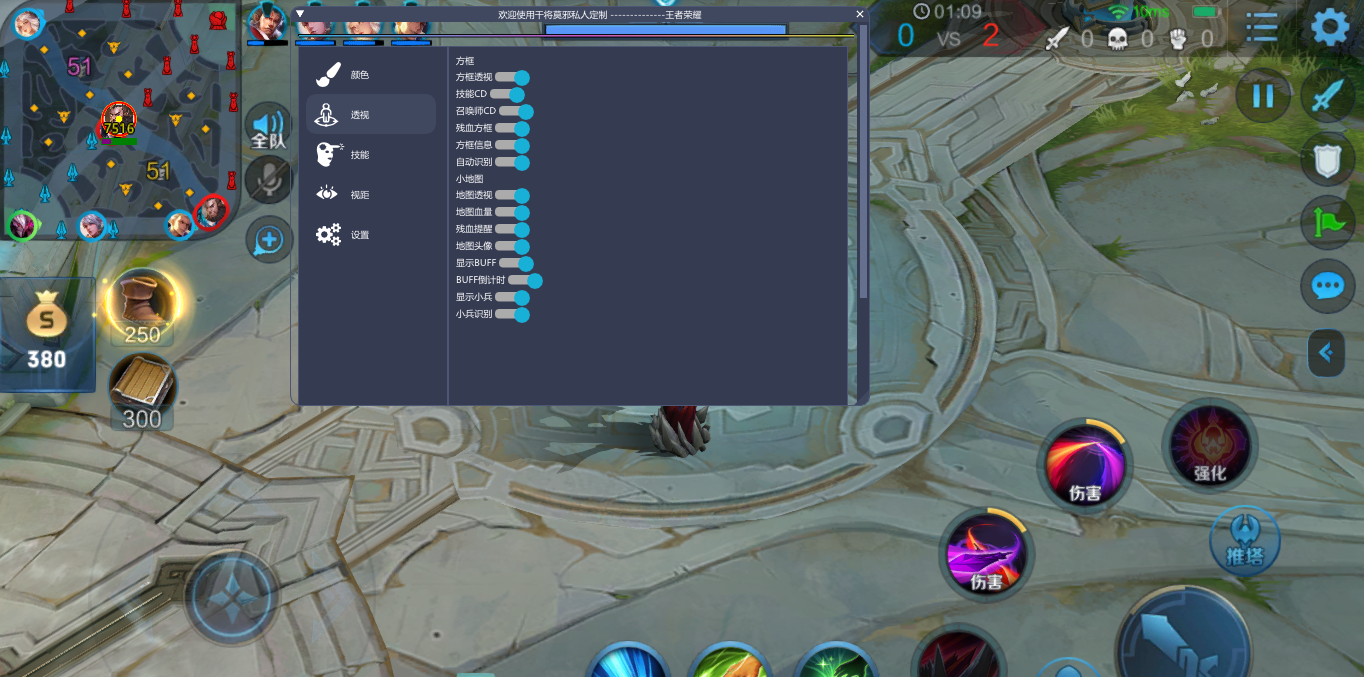 欢迎使用干将莫邪私人定制 --------------王者荣耀
01:09
10ms
0 VS 2
0 0 0
51
7516
51
全队
颜色
透视
技能
视距
设置
方框
方框透视
技能CD
召唤师CD
残血方框
方框信息
自动识别
小地图
地图透视
地图血量
残血提醒
地图头像
显示BUFF
BUFF倒计时
显示小兵
小兵识别
S
380
250
300
伤害
强化
伤害
推塔